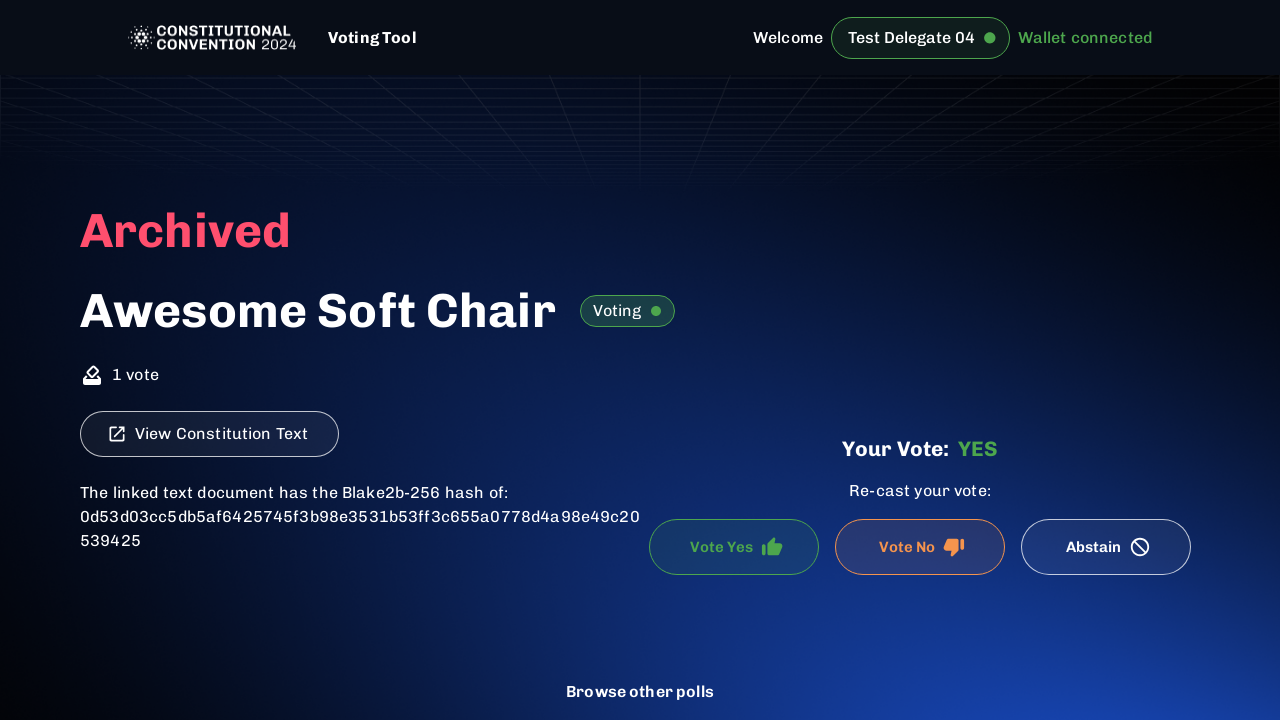 CONSTITUTIONAL
CONVENTION 2024
Voting Tool
Welcome
Test Delegate 04
Wallet connected
Archived
Awesome Soft Chair
Voting
1 vote
View Constitution Text
The linked text document has the Blake2b-256 hash of:
0d53d03cc5db5af6425745f3b98e3531b53ff3c655a0778d4a98e49c20
539425
Your Vote: YES
Re-cast your vote:
Vote Yes
Vote No
Abstain
Browse other polls